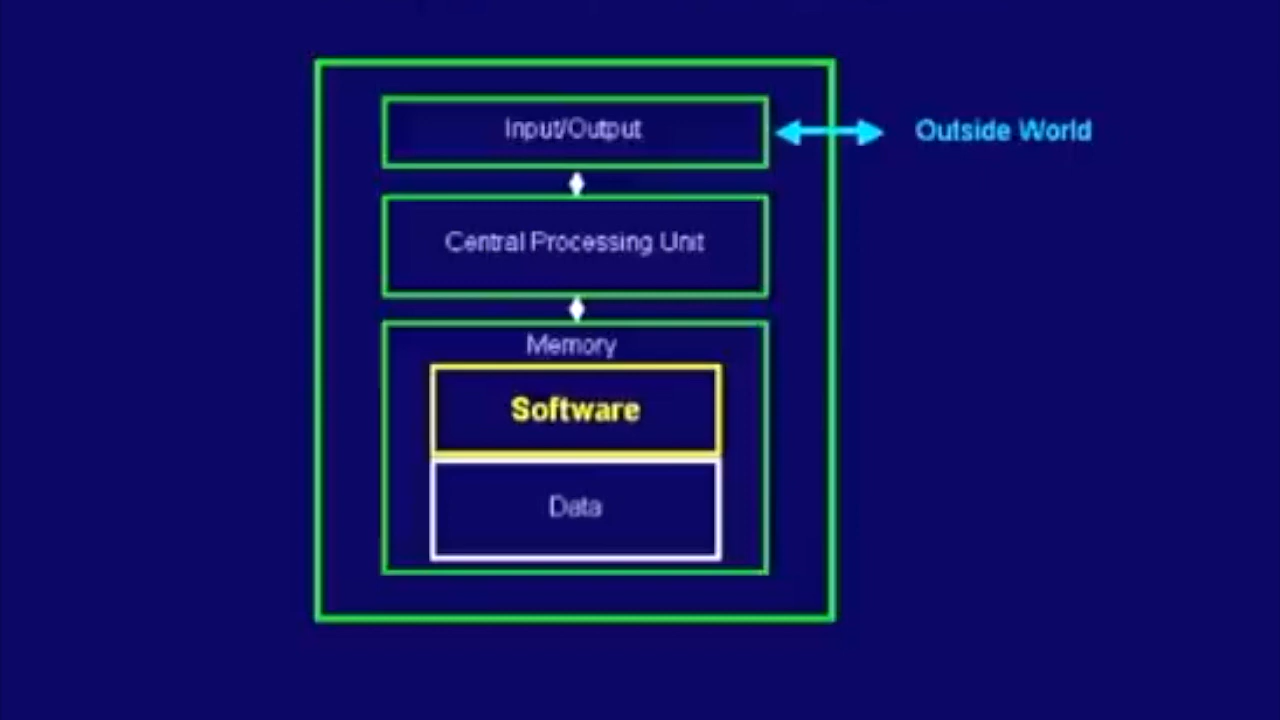 Input/Output
Outside World
Central Processing Unit
Memory
Software
Data